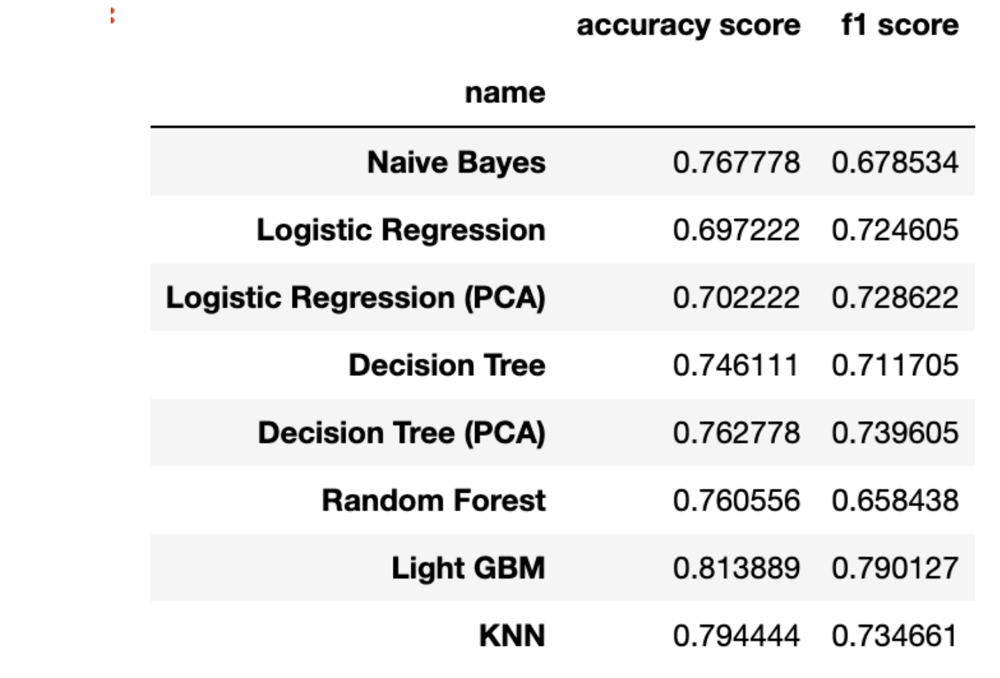 accuracy score f1 score
name
Naive Bayes 0.767778 0.678534
Logistic Regression 0.697222 0.724605
Logistic Regression (PCA) 0.702222 0.728622
Decision Tree 0.746111 0.711705
Decision Tree (PCA) 0.762778 0.739605
Random Forest 0.760556 0.658438
Light GBM 0.813889 0.790127
KNN 0.794444 0.734661